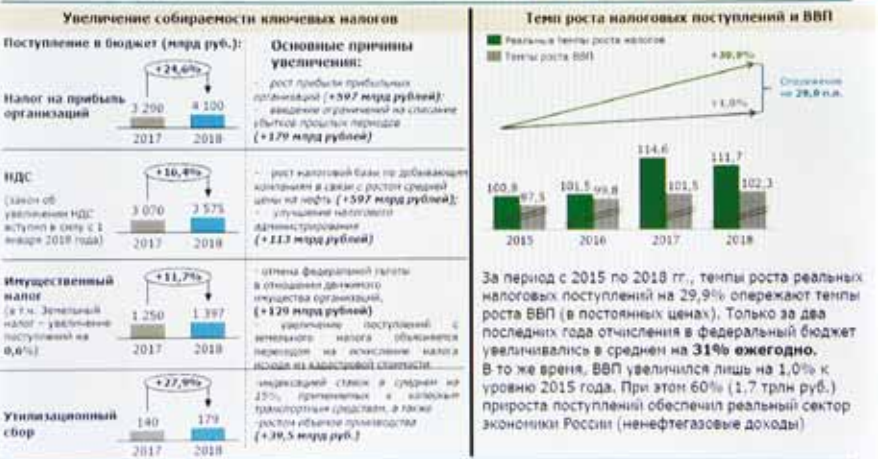 Увеличение собираемости ключевых налогов
Поступление в бюджет (млрд руб.):
Основные причины
увеличения:
+24,6%
Налог на прибыль
организаций
3 290
4 100
2017
2018
- рост прибыли прибыльных
организаций (+597 млрд рублей);
- введение ограничений на списание
убытков прошлых периодов
(+179 млрд рублей)
+16,4%
НДС
(закон об
увеличении НДС
вступил в силу с 1
января 2018 года)
3 070
3 575
2017
2018
- рост налоговой базы по добывающим
компаниям в связи с ростом средней
цены на нефть (+597 млрд рублей);
- улучшение налогового
администрирования
(+113 млрд рублей)
+11,7%
Имущественный
налог
(в т.ч. Земельный
налог – увеличение
поступлений на
0,6%)
1 250
1 397
2017
2018
- отмена федеральной льготы
в отношении движимого
имущества организаций,
(+129 млрд рублей)
- увеличение поступлений с
земельного налога объясняется
переходом на исчисление налога
исходя из кадастровой стоимости
+27,9%
Утилизационный
сбор
140
179
2017
2018
-индексацией ставок в среднем на
15%, применяемых к колесным
транспортным средствам, а также
-ростом объемов производства
(+39,5 млрд руб.)
Темп роста налоговых поступлений и ВВП
Реальные темпы роста налогов
Темпы роста ВВП
+30,9%
+1,0%
Опережение
на 29,9 п.п.
100,8
97,5
101,5
99,8
114,6
101,5
111,7
102,3
2015
2016
2017
2018
За период с 2015 по 2018 гг., темпы роста реальных
налоговых поступлений на 29,9% опережают темпы
роста ВВП (в постоянных ценах). Только за два
последних года отчисления в федеральный бюджет
увеличивались в среднем на 31% ежегодно.
В то же время, ВВП увеличился лишь на 1,0% к
уровню 2015 года. При этом 60% (1,7 трлн руб.)
прироста поступлений обеспечил реальный сектор
экономики России (ненефтегазовые доходы)